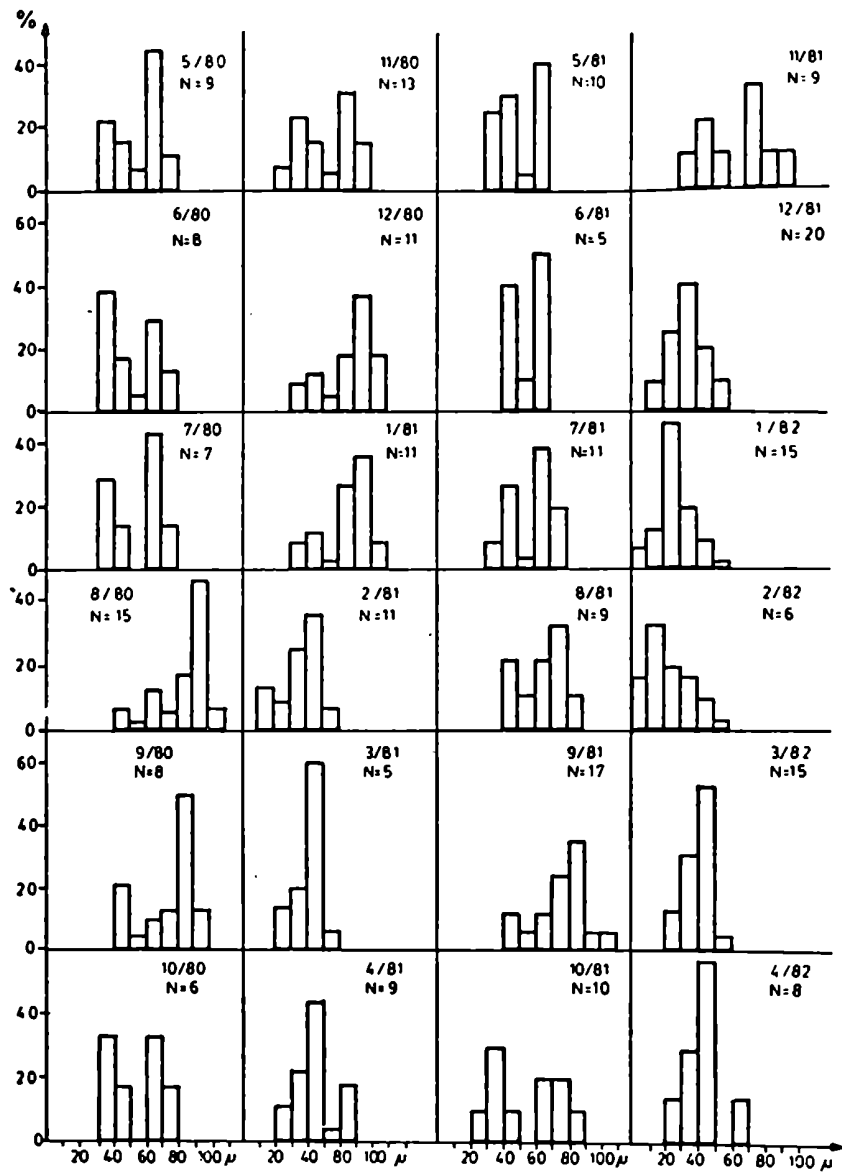 %
5/80
N=9
11/80
N=13
5/81
N=10
11/81
N=9
40
20
0
6/80
N=8
12/80
N=11
6/81
N=5
12/81
N=20
60
40
20
0
7/80
N=7
1/81
N=11
7/81
N=11
1/82
N=15
40
20
0
8/80
N=15
2/81
N=11
8/81
N=9
2/82
N=6
40
20
0
9/80
N=8
3/81
N=5
9/81
N=17
3/82
N=15
60
40
20
0
10/80
N=6
4/81
N=9
10/81
N=10
4/82
N=8
40
20
0
20 40 60 80 100 μ 20 40 60 80 100 μ 20 40 60 80 100 μ 20 40 60 80 100 μ